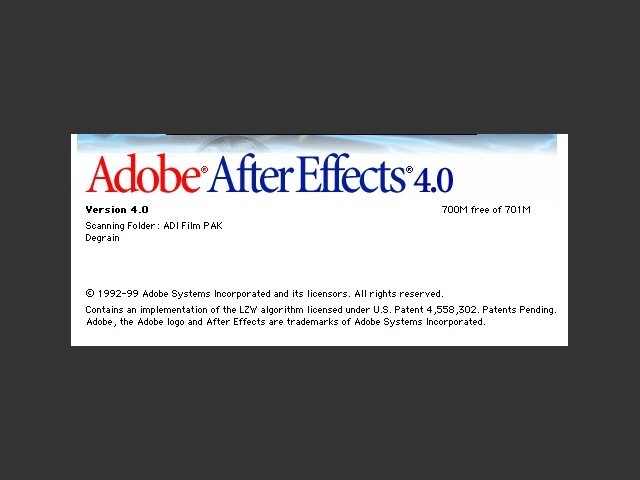 Adobe® After Effects® 4.0
Version 4.0 700M free of 701M
Scanning Folder: ADI Film PAK
Degrain
© 1992-99 Adobe Systems Incorporated and its licensors. All rights reserved.
Contains an implementation of the LZW algorithm licensed under U.S. Patent 4,558,302. Patents Pending.
Adobe, the Adobe logo and After Effects are trademarks of Adobe Systems Incorporated.